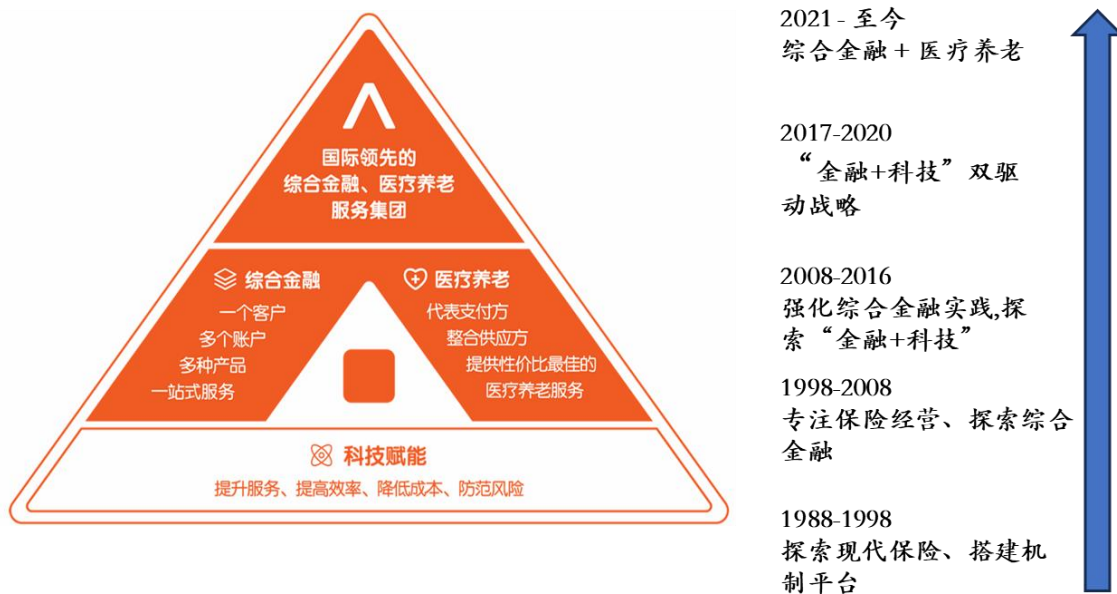 国际领先的
综合金融、医疗养老
服务集团
综合金融
一个客户
多个账户
多种产品
一站式服务
医疗养老
代表支付方
整合供应方
提供性价比最佳的
医疗养老服务
科技赋能
提升服务、提高效率、降低成本、防范风险
2021 - 至今
综合金融 + 医疗养老
2017-2020
“金融+科技”双驱
动战略
2008-2016
强化综合金融实践,探
索“金融+科技”
1998-2008
专注保险经营、探索综合
金融
1988-1998
探索现代保险、搭建机
制平台